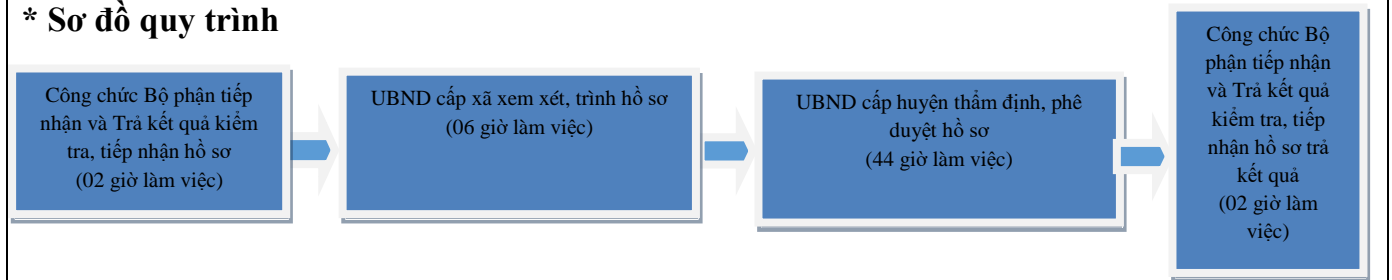 * Sơ đồ quy trình
Công chức Bộ phận tiếp
nhận và Trả kết quả kiểm
tra, tiếp nhận hồ sơ
(02 giờ làm việc)
UBND cấp xã xem xét, trình hồ sơ
(06 giờ làm việc)
UBND cấp huyện thẩm định, phê
duyệt hồ sơ
(44 giờ làm việc)
Công chức Bộ
phận tiếp nhận
và Trả kết quả
kiểm tra, tiếp
nhận hồ sơ trả
kết quả
(02 giờ làm
việc)